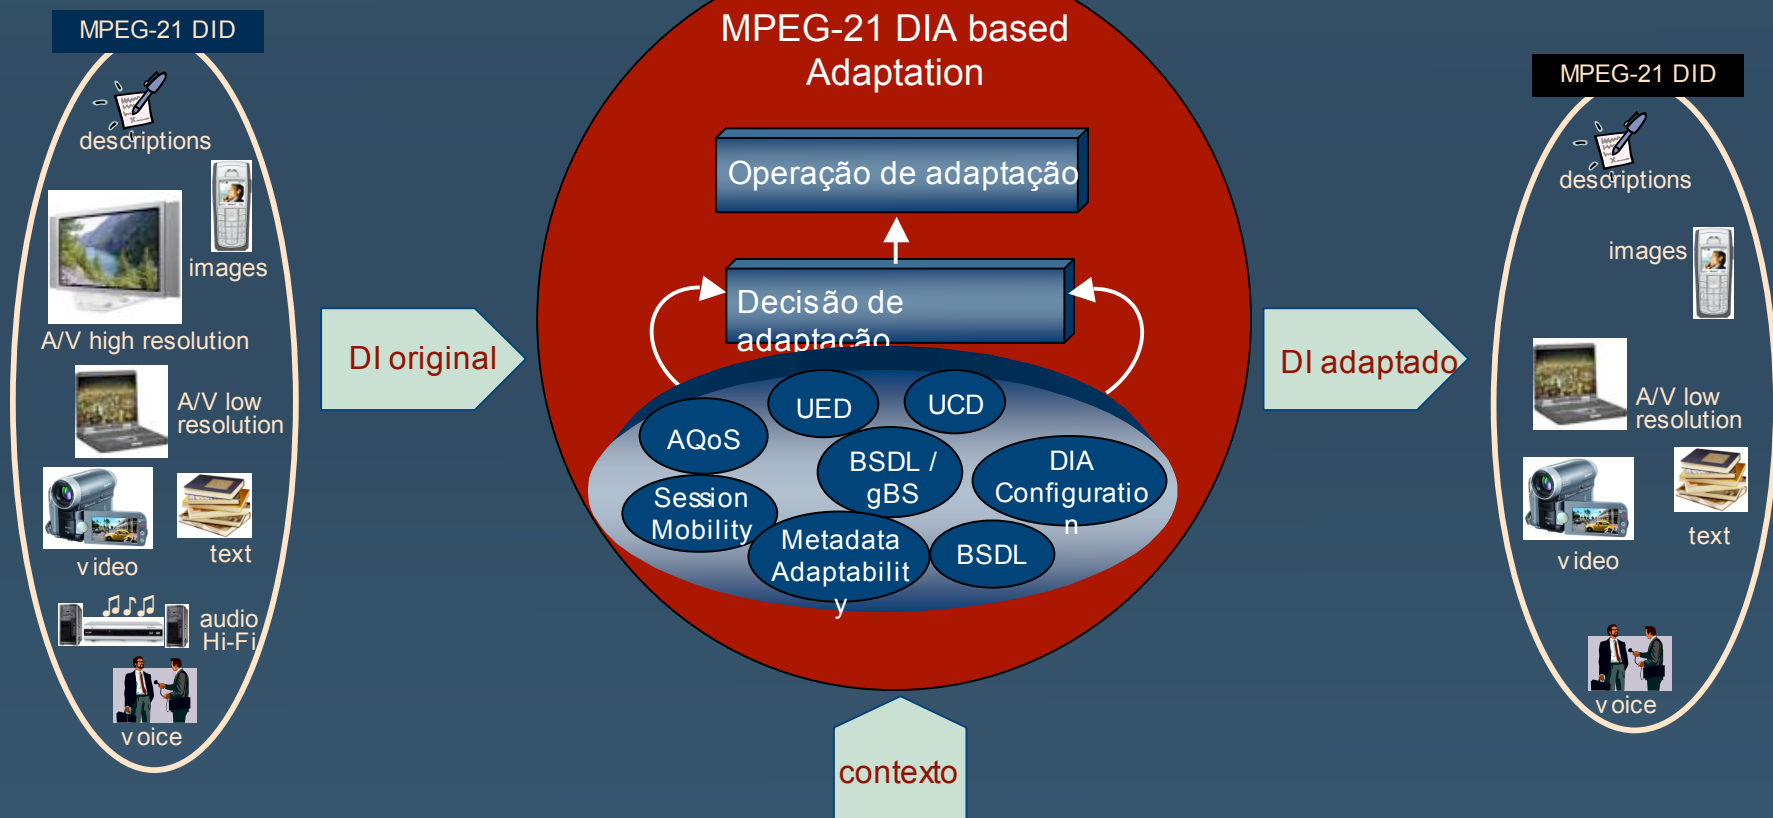 MPEG-21 DID
descriptions
images
A/V high resolution
A/V low
resolution
video
text
audio
Hi-Fi
voice
DI original
MPEG-21 DIA based
Adaptation
Operação de adaptação
Decisão de
adaptação
UED
UCD
AQoS
BSDL /
gBS
DIA
Configuratio
n
Session
Mobility
Metadata
Adaptabilit
y
BSDL
contexto
DI adaptado
MPEG-21 DID
descriptions
images
A/V low
resolution
video
text
voice